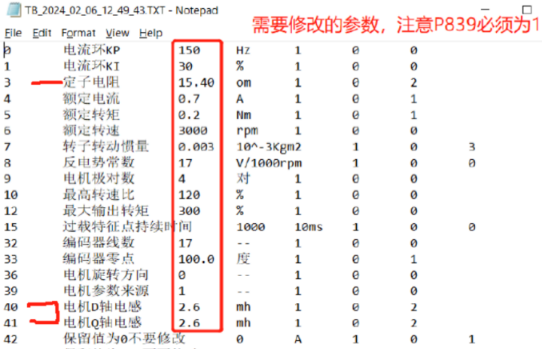 TB_2024_02_06_12_49_43.TXT - Notepad
需要修改的参数，注意P839必须为1
File Edit Format View Help
0 电流环KP 150 Hz 1 0 0
1 电流环KI 30 % 1 0 0
3 定子电阻 15.40 om 1 0 2
4 额定电流 0.7 A 1 0 1
5 额定转矩 0.2 Nm 1 0 1
6 额定转速 3000 rpm 1 0 0
7 转子转动惯量 0.003 10^-3Kgm2 1 0 3
8 反电势常数 17 V/1000rpm 1 0 0
9 电机极对数 4 对 1 0 0
10 最高转速比 120 % 1 0 0
12 最大输出转矩 300 % 1 0 0
15 过载特征点持续时间 1000 10ms 1 0 0
32 编码器线数 17 -- 1 0 0
33 编码器零点 100.0 度 1 0 1
36 电机旋转方向 0 -- 1 0 0
39 电机参数来源 1 -- 1 0 0
40 电机D轴电感 2.6 mh 1 0 2
41 电机Q轴电感 2.6 mh 1 0 2
42 保留值为0不要修改 0 A 1 0 1